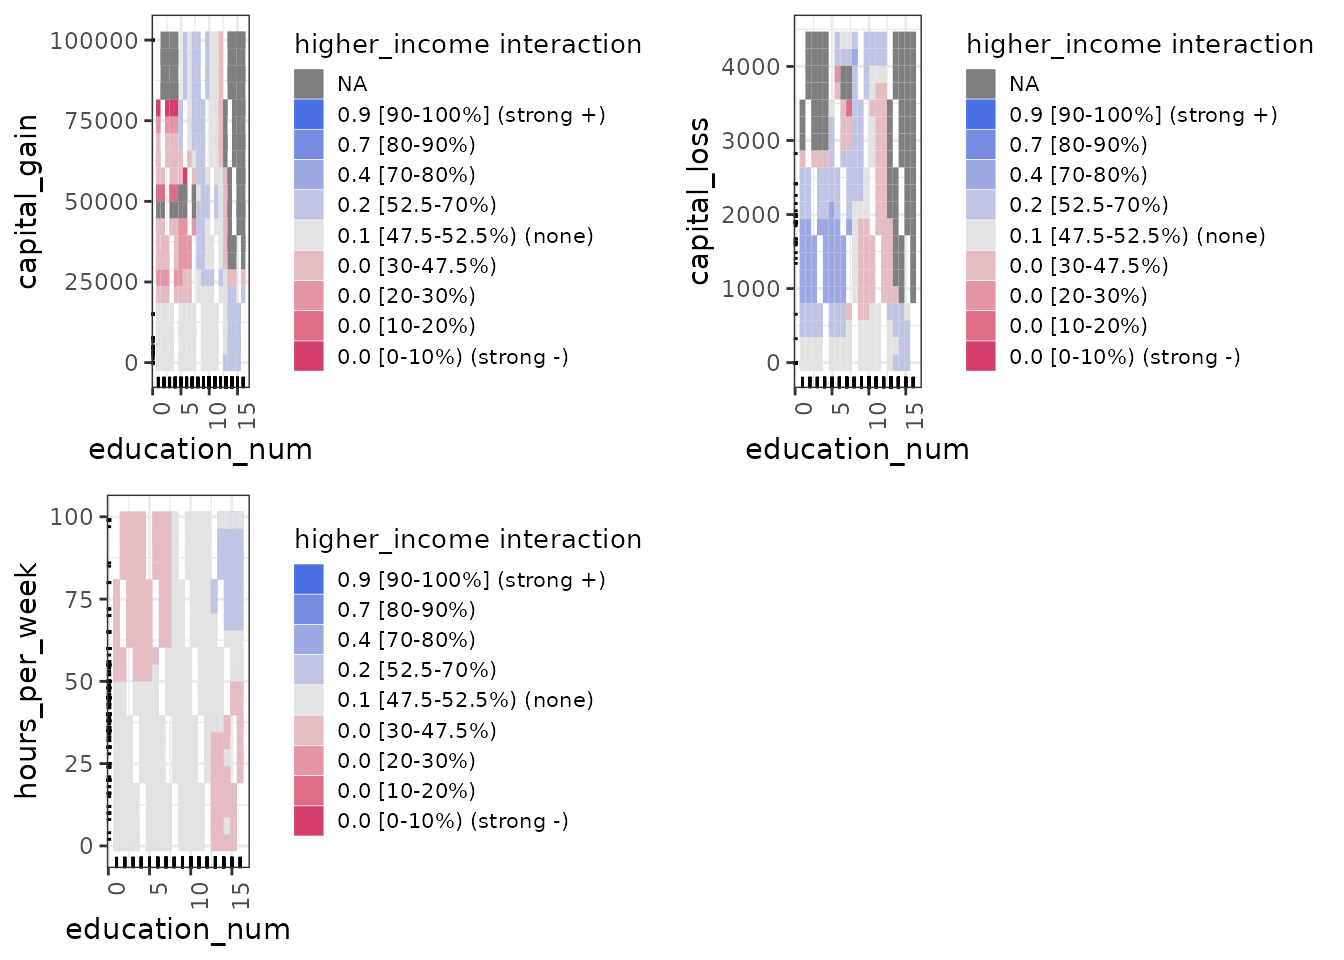 higher_income interaction
NA
0.9 [90-100%] (strong +)
0.7 [80-90%)
0.4 [70-80%)
0.2 [52.5-70%)
0.1 [47.5-52.5%) (none)
0.0 [30-47.5%)
0.0 [20-30%)
0.0 [10-20%)
0.0 [0-10%) (strong -)
capital_gain
100000
75000
50000
25000
0
0
5
10
15
education_num
higher_income interaction
NA
0.9 [90-100%] (strong +)
0.7 [80-90%)
0.4 [70-80%)
0.2 [52.5-70%)
0.1 [47.5-52.5%) (none)
0.0 [30-47.5%)
0.0 [20-30%)
0.0 [10-20%)
0.0 [0-10%) (strong -)
capital_loss
4000
3000
2000
1000
0
0
5
10
15
education_num
higher_income interaction
0.9 [90-100%] (strong +)
0.7 [80-90%)
0.4 [70-80%)
0.2 [52.5-70%)
0.1 [47.5-52.5%) (none)
0.0 [30-47.5%)
0.0 [20-30%)
0.0 [10-20%)
0.0 [0-10%) (strong -)
hours_per_week
100
75
50
25
0
0
5
10
15
education_num